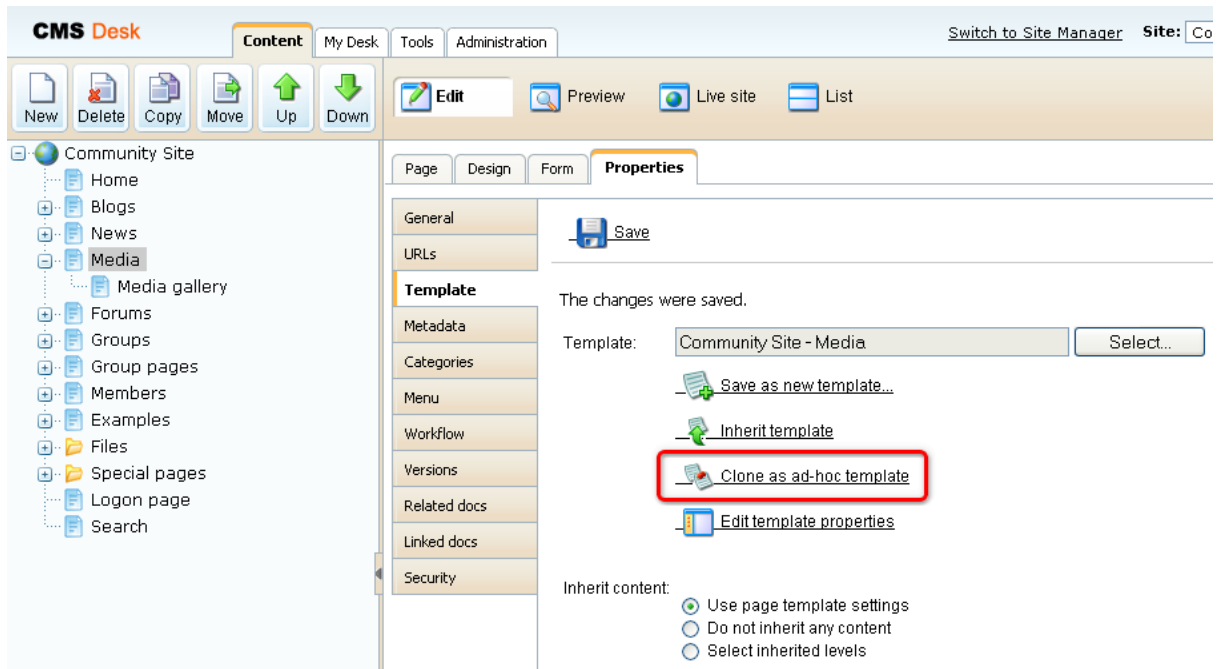 CMS Desk
Content My Desk Tools Administration
Switch to Site Manager Site: Co
New Delete Copy Move Up Down
Edit Preview Live site List
Community Site
Home
Blogs
News
Media
Media gallery
Forums
Groups
Group pages
Members
Examples
Files
Special pages
Logon page
Search
Page Design Form Properties
General
URLs
Template
Metadata
Categories
Menu
Workflow
Versions
Related docs
Linked docs
Security
Save
The changes were saved.
Template: Community Site - Media Select...
Save as new template...
Inherit template
Clone as ad-hoc template
Edit template properties
Inherit content:
Use page template settings
Do not inherit any content
Select inherited levels